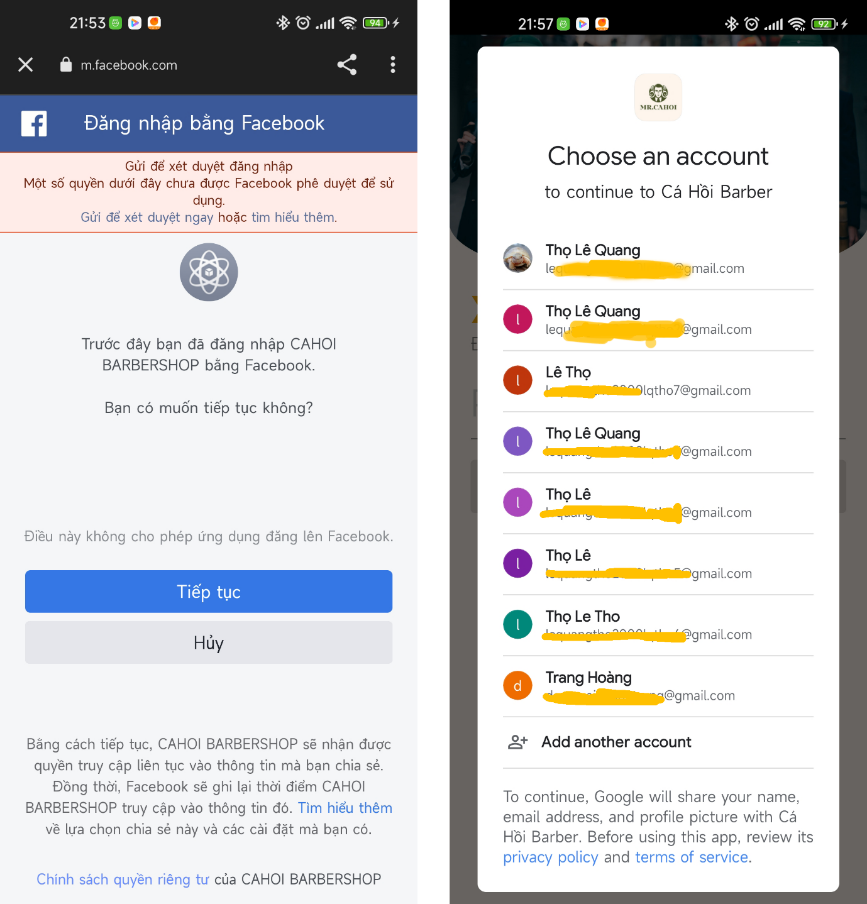 21:53
94
m.facebook.com
Đăng nhập bằng Facebook
Gửi để xét duyệt đăng nhập
Một số quyền dưới đây chưa được Facebook phê duyệt để sử
dụng.
Gửi để xét duyệt ngay hoặc tìm hiểu thêm.
Trước đây bạn đã đăng nhập CAHOI
BARBERSHOP bằng Facebook.
Bạn có muốn tiếp tục không?
Điều này không cho phép ứng dụng đăng lên Facebook.
Tiếp tục
Hủy
Bằng cách tiếp tục, CAHOI BARBERSHOP sẽ nhận được
quyền truy cập liên tục vào thông tin mà bạn chia sẻ.
Đồng thời, Facebook sẽ ghi lại thời điểm CAHOI
BARBERSHOP truy cập vào thông tin đó. Tìm hiểu thêm
về lựa chọn chia sẻ này và các cài đặt mà bạn có.
Chính sách quyền riêng tư của CAHOI BARBERSHOP
21:57
92
MR.CAHOI
Choose an account
to continue to Cá Hồi Barber
Thọ Lê Quang
@gmail.com
l
Thọ Lê Quang
@gmail.com
l
Lê Thọ
lqtho7@gmail.com
l
Thọ Lê Quang
@gmail.com
l
Thọ Lê
@gmail.com
l
Thọ Lê
@gmail.com
l
Thọ Le Tho
@gmail.com
d
Trang Hoàng
@gmail.com
Add another account
To continue, Google will share your name,
email address, and profile picture with Cá
Hồi Barber. Before using this app, review its
privacy policy and terms of service.